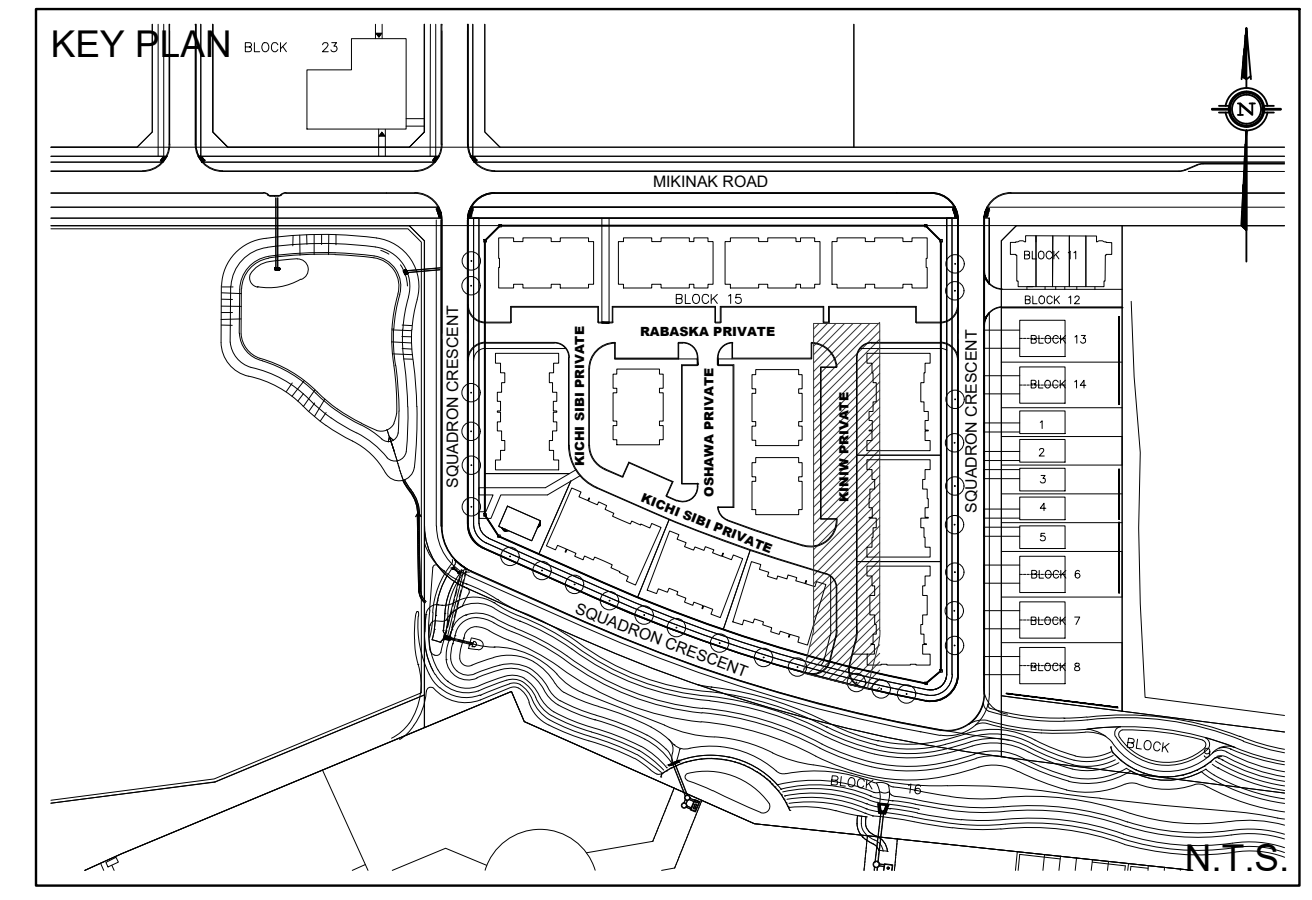 KEY PLAN
BLOCK 23
N
MIKINAK ROAD
BLOCK 11
BLOCK 15
BLOCK 12
RABASKA PRIVATE
SQUADRON CRESCENT
KICHI SIBI PRIVATE
OSHAWA PRIVATE
KINIW PRIVATE
SQUADRON CRESCENT
BLOCK 13
BLOCK 14
1
2
3
4
5
KICHI SIBI PRIVATE
BLOCK 6
SQUADRON CRESCENT
BLOCK 7
BLOCK 8
BLOCK 9
BLOCK 16
N.T.S.